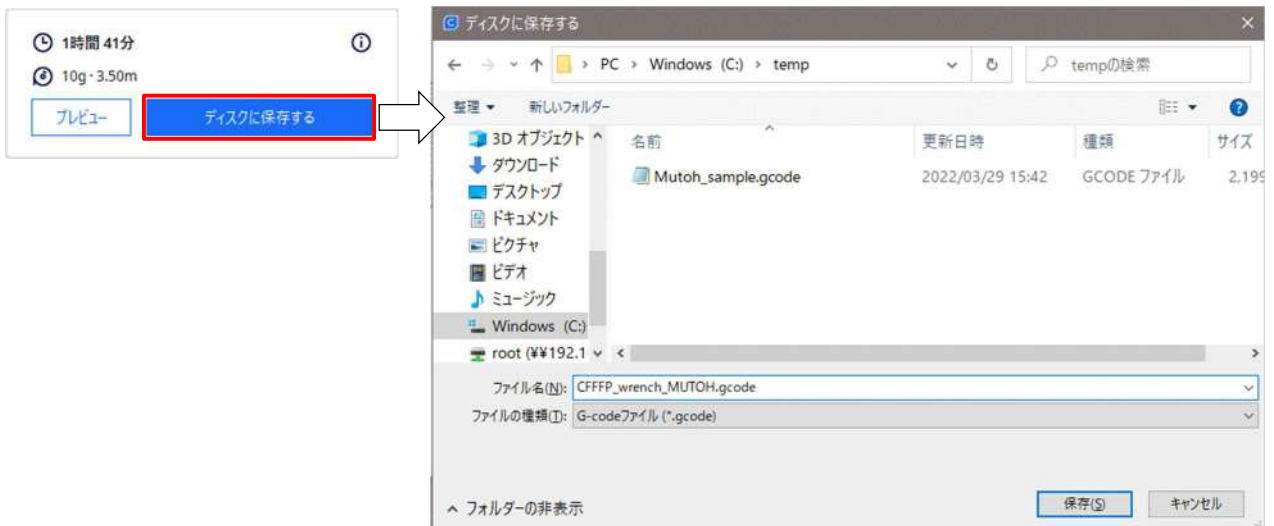 1時間 41分
10g · 3.50m
プレビュー
ディスクに保存する
ディスクに保存する
PC › Windows (C:) › temp
tempの検索
整理
新しいフォルダー
3D オブジェクト
ダウンロード
デスクトップ
ドキュメント
ピクチャ
ビデオ
ミュージック
Windows (C:)
root (¥¥192.1
名前 更新日時 種類 サイズ
Mutoh_sample.gcode 2022/03/29 15:42 GCODE ファイル 2,199
ファイル名(N): CFFFP_wrench_MUTOH.gcode
ファイルの種類(T): G-codeファイル (*.gcode)
フォルダーの非表示
保存(S) キャンセル